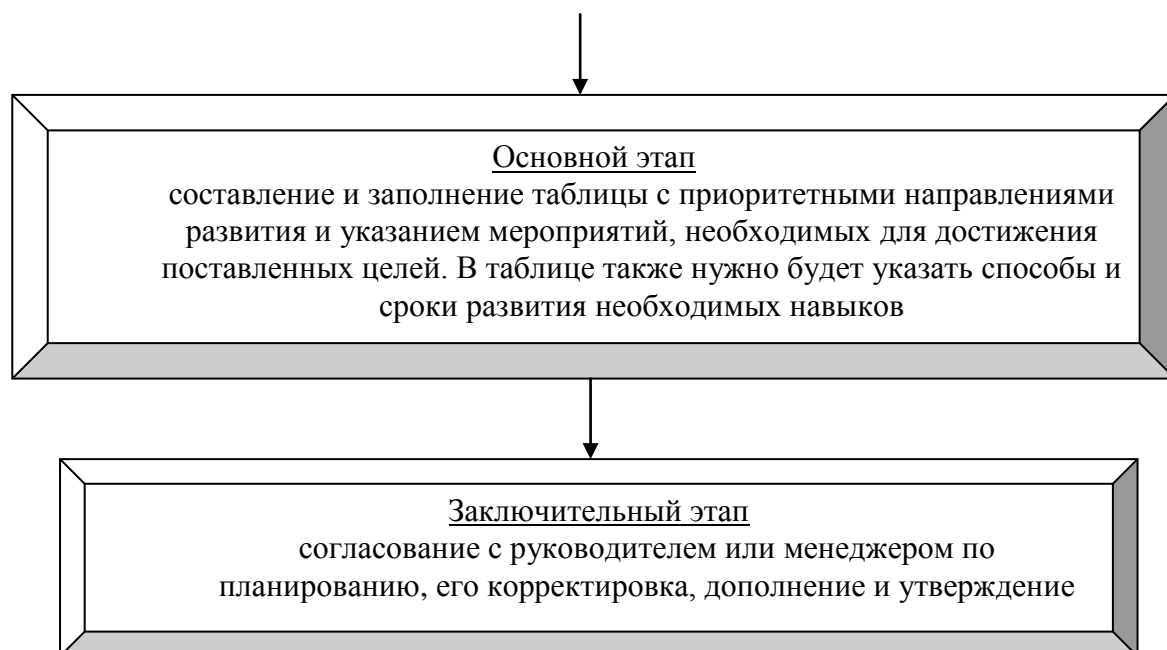 Основной этап
составление и заполнение таблицы с приоритетными направлениями
развития и указанием мероприятий, необходимых для достижения
поставленных целей. В таблице также нужно будет указать способы и
сроки развития необходимых навыков
Заключительный этап
согласование с руководителем или менеджером по
планированию, его корректировка, дополнение и утверждение